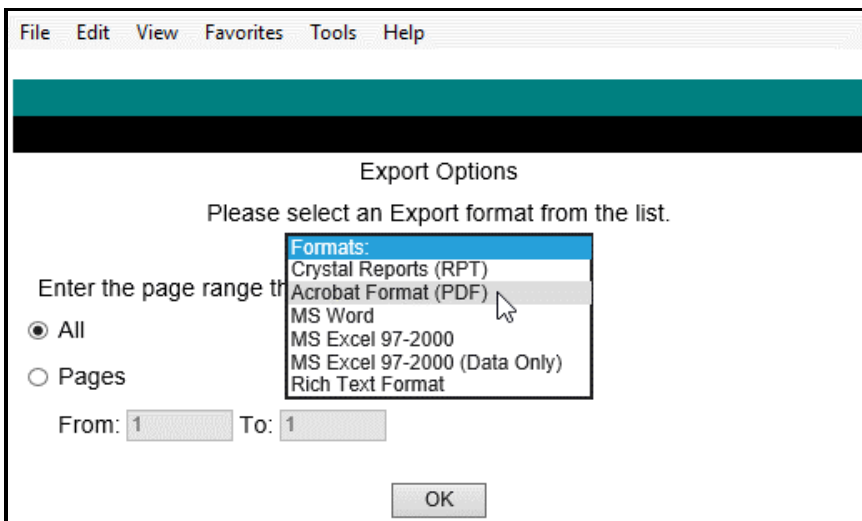 File Edit View Favorites Tools Help
Export Options
Please select an Export format from the list.
Formats:
Crystal Reports (RPT)
Enter the page range th
Acrobat Format (PDF)
MS Word
All
MS Excel 97-2000
MS Excel 97-2000 (Data Only)
Pages
Rich Text Format
From: 1 To: 1
OK